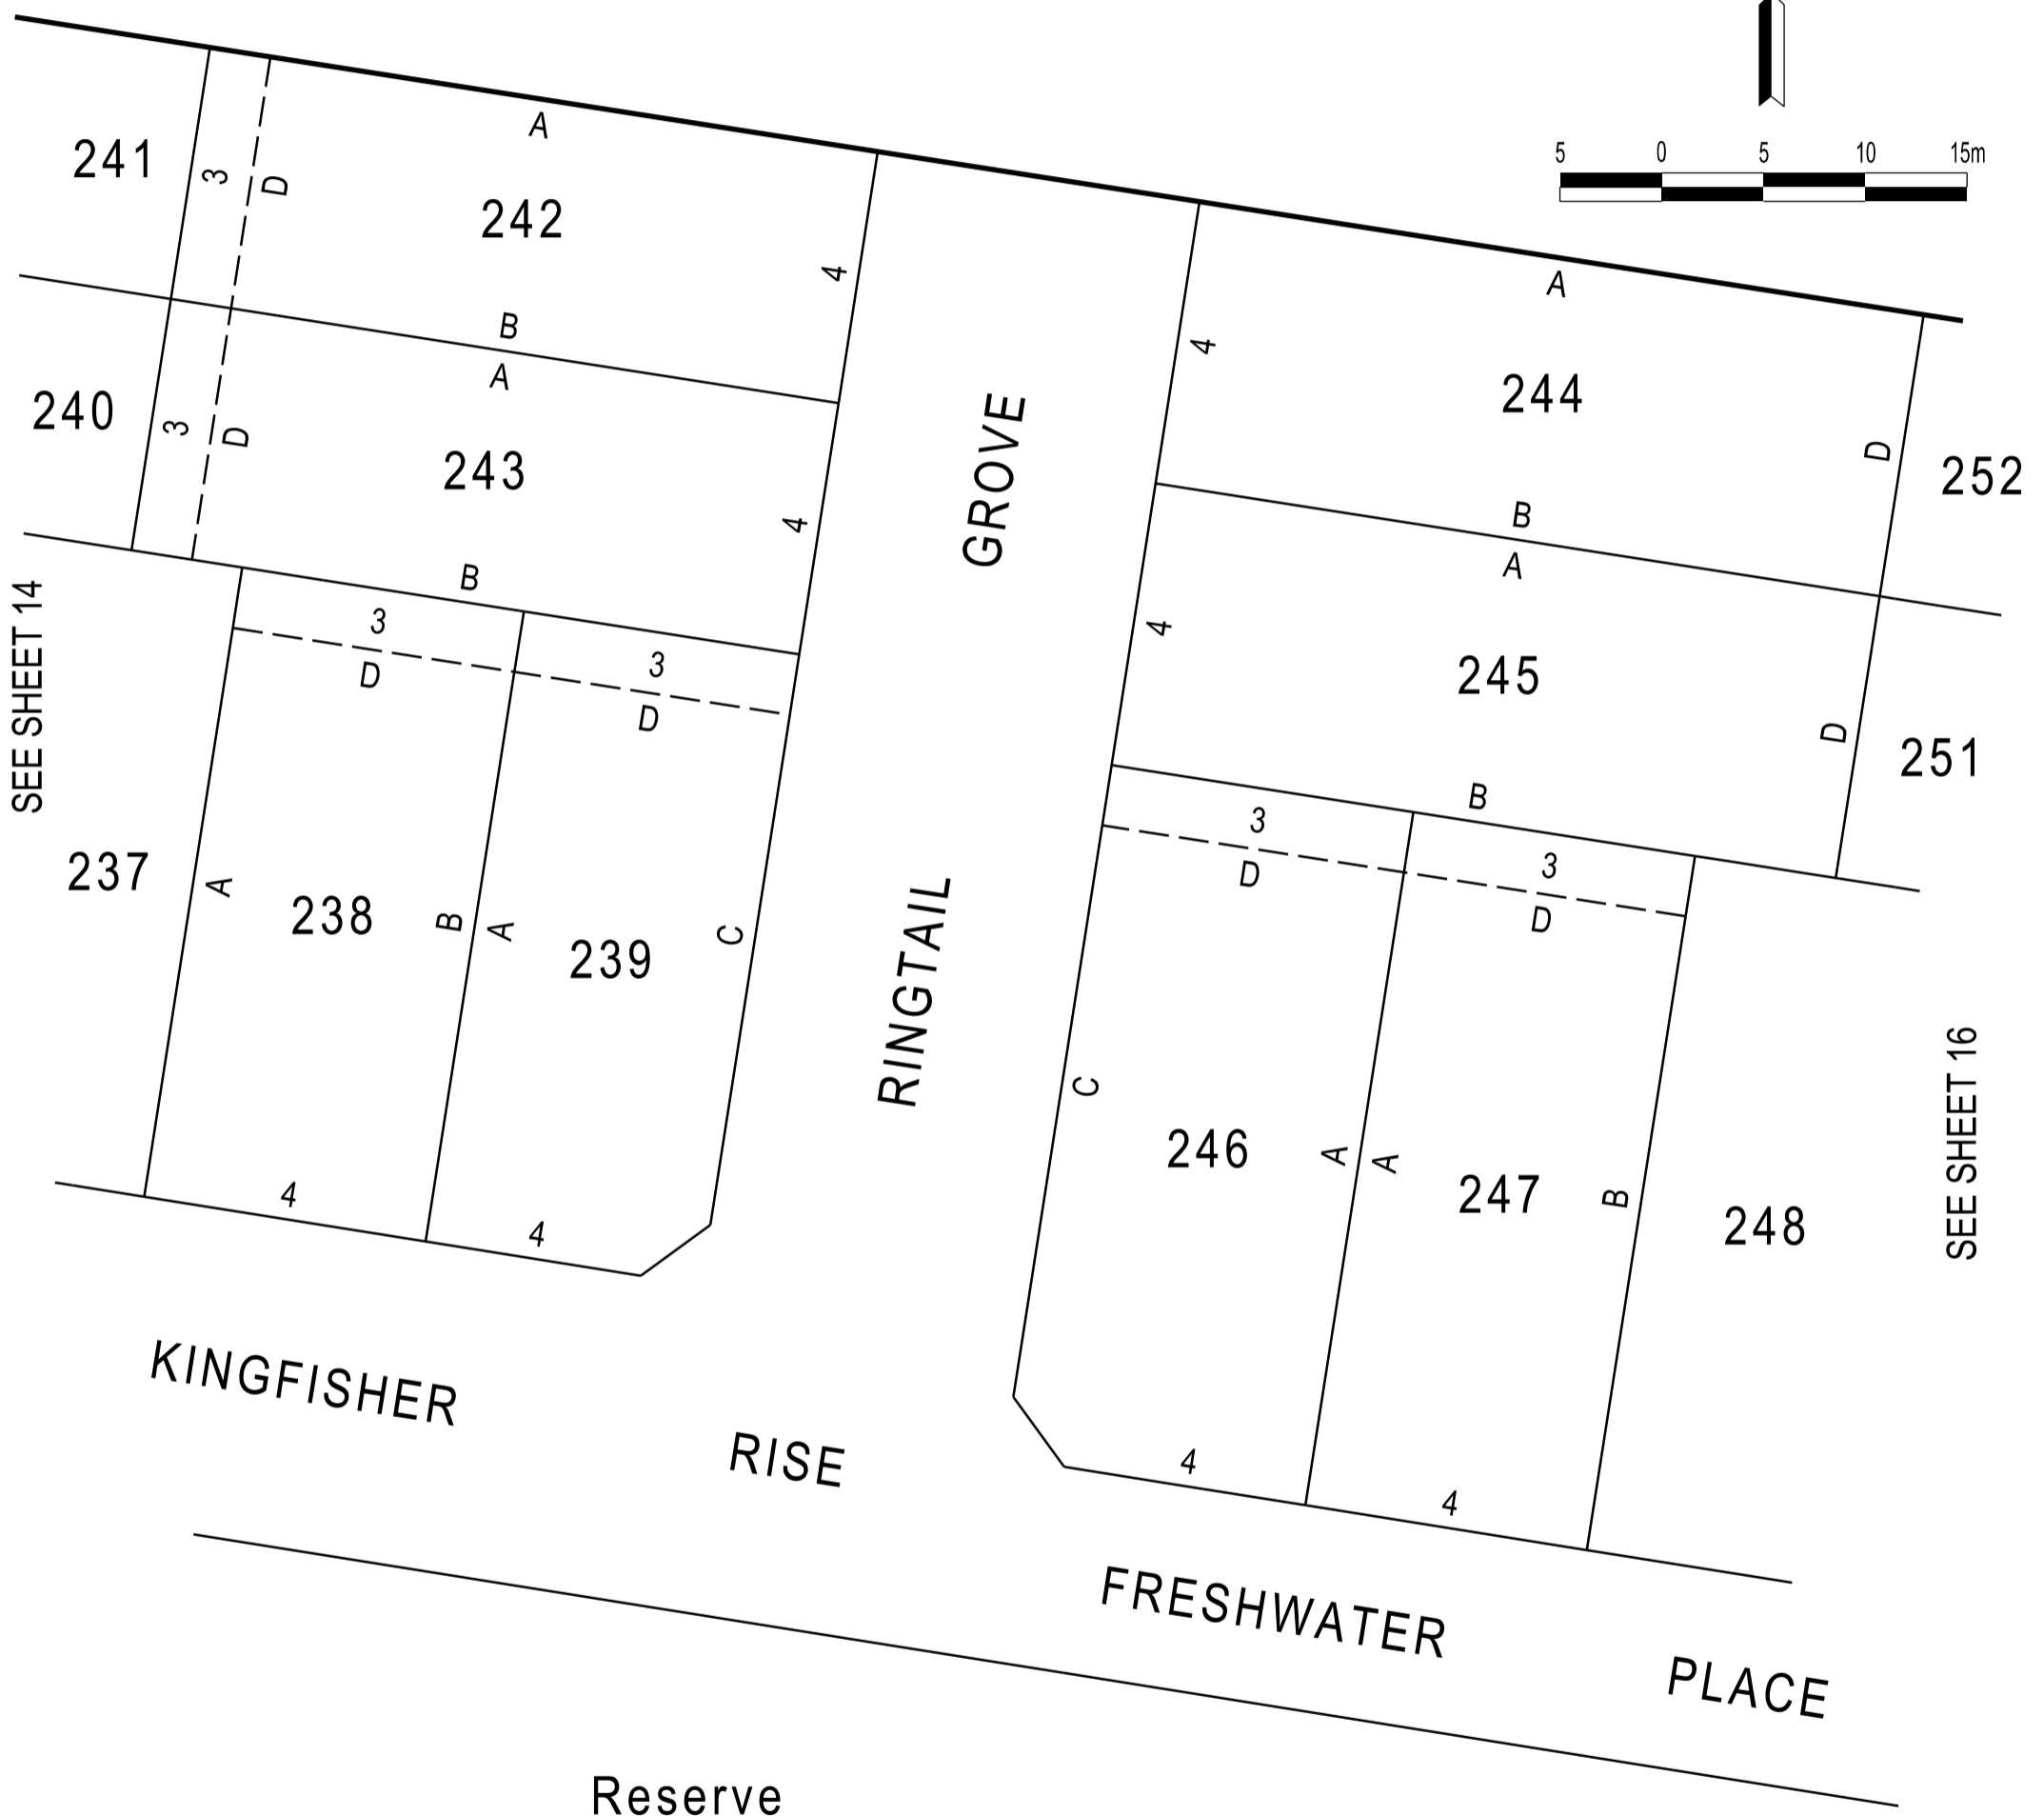 5 0 5 10 15m
A
241
3
D
242
4
A
4
244
D
252
B
A
240
3
D
243
4
GROVE
B
A
4
245
D
251
B
SEE SHEET 14
3
D
3
D
B
3
D
3
D
237
A
238
B
A
239
C
RINGTAIL
C
246
A
A
247
B
248
SEE SHEET 16
4
4
4
4
KINGFISHER RISE
FRESHWATER PLACE
Reserve